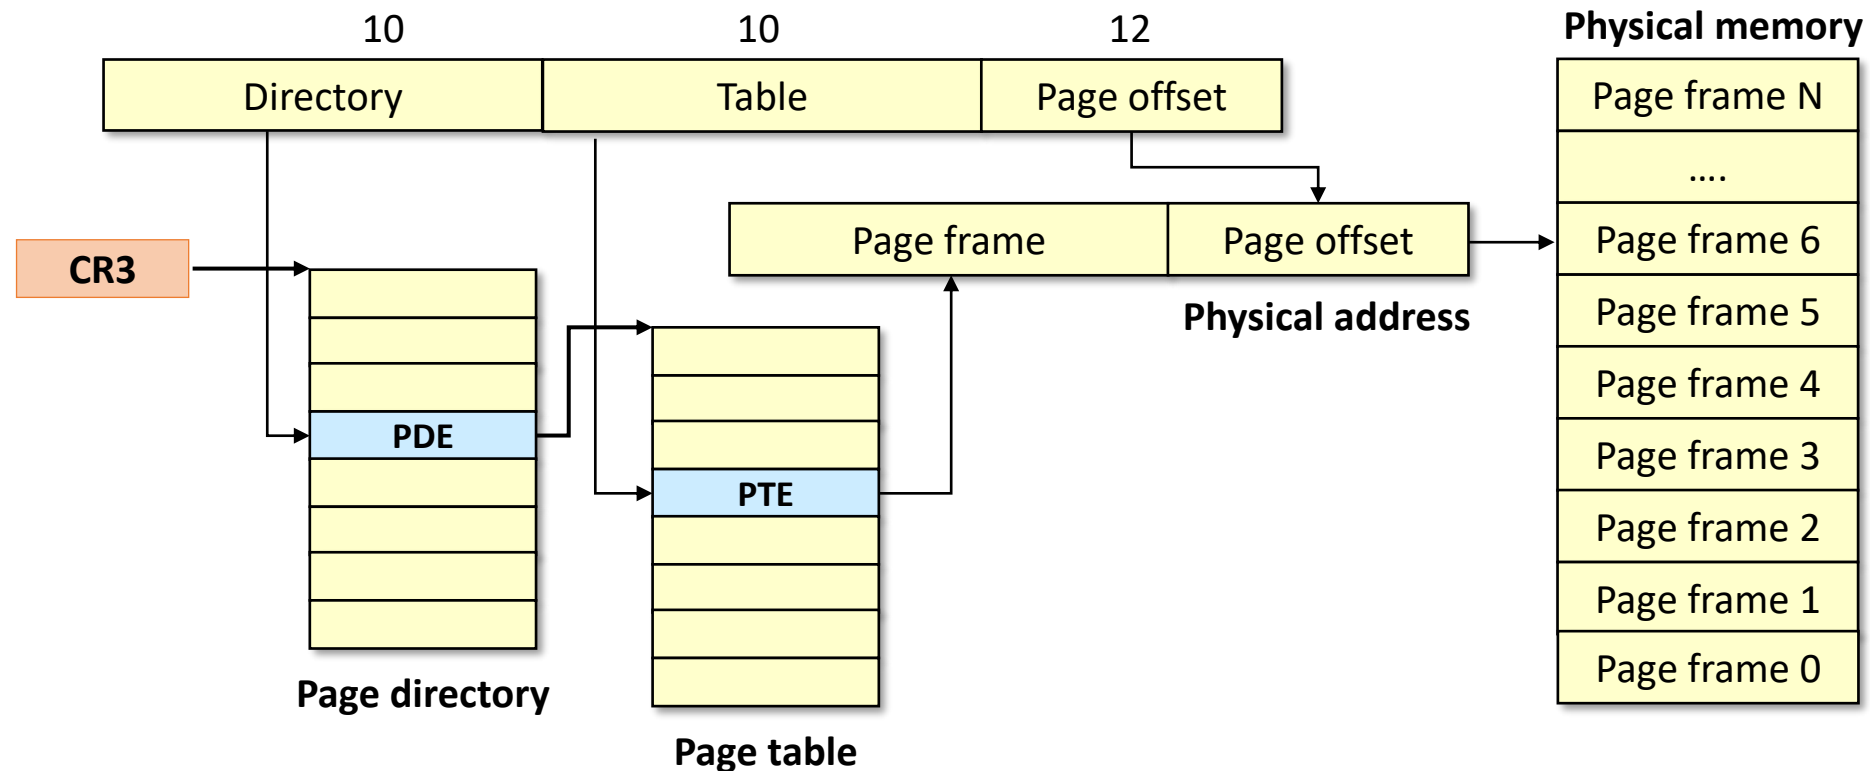 10
10
12
Physical memory
Directory
Table
Page offset
Page frame N
....
Page frame
Page offset
Page frame 6
CR3
Physical address
Page frame 5
Page frame 4
PDE
Page frame 3
PTE
Page frame 2
Page frame 1
Page frame 0
Page directory
Page table